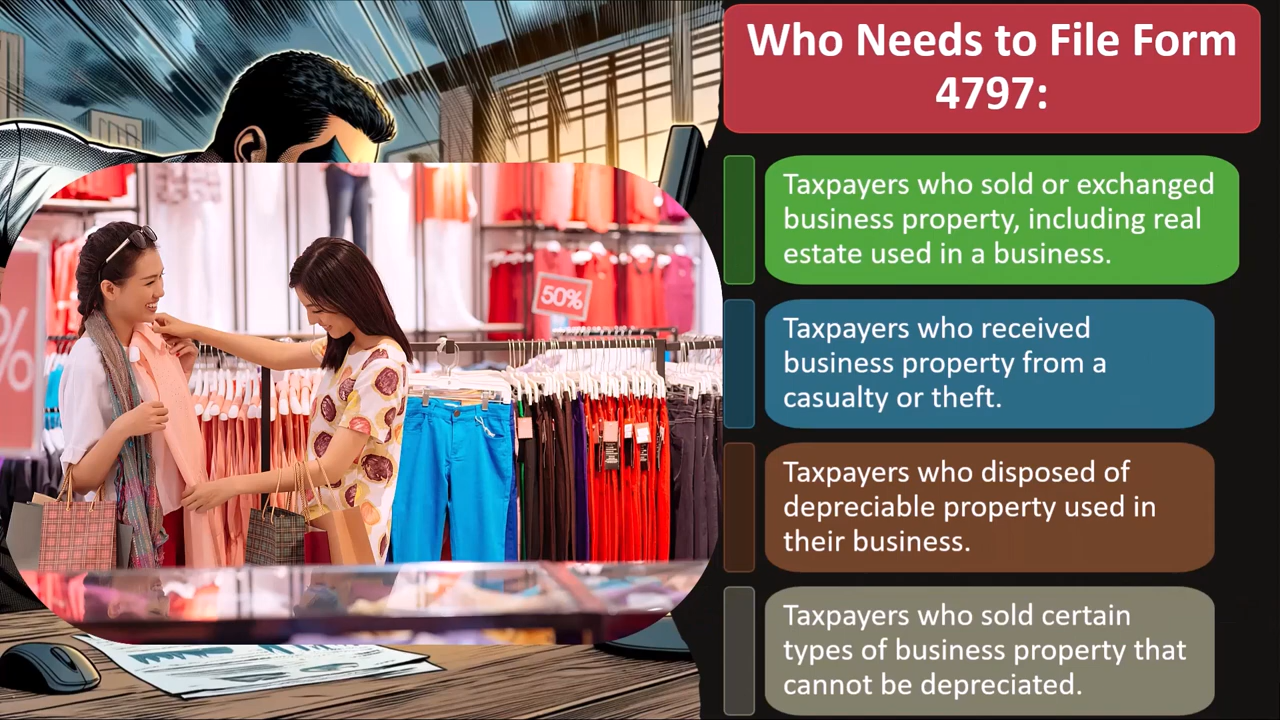 Who Needs to File Form
4797:
Taxpayers who sold or exchanged
business property, including real
estate used in a business.
Taxpayers who received
business property from a
casualty or theft.
Taxpayers who disposed of
depreciable property used in
their business.
Taxpayers who sold certain
types of business property that
cannot be depreciated.
50%
%